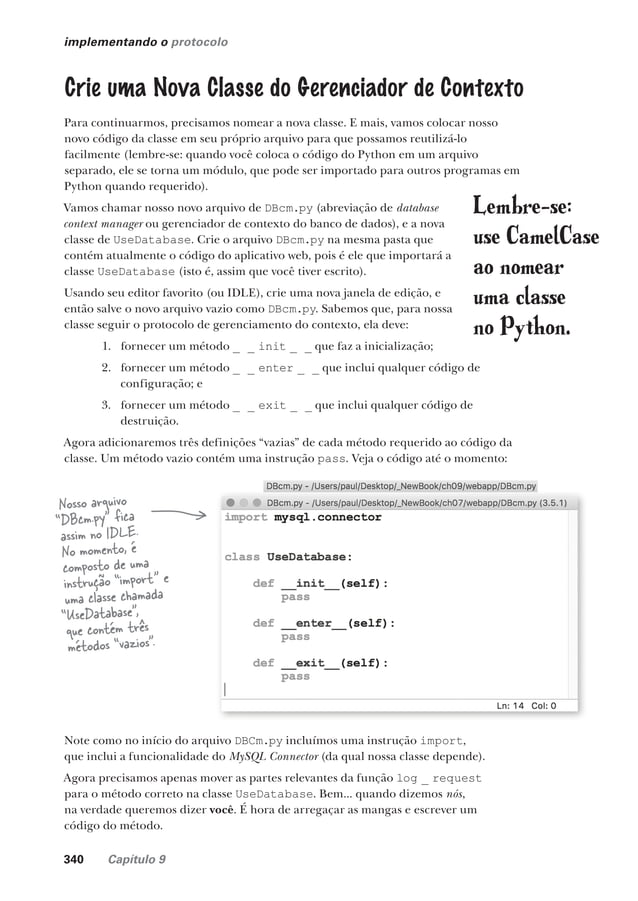 implementando o protocolo
Crie uma Nova Classe do Gerenciador de Contexto
Para continuarmos, precisamos nomear a nova classe. E mais, vamos colocar nosso
novo código da classe em seu próprio arquivo para que possamos reutilizá-lo
facilmente (lembre-se: quando você coloca o código do Python em um arquivo
separado, ele se torna um módulo, que pode ser importado para outros programas em
Python quando requerido).
Vamos chamar nosso novo arquivo de DBcm.py (abreviação de database
context manager ou gerenciador de contexto do banco de dados), e a nova
classe de UseDatabase. Crie o arquivo DBcm.py na mesma pasta que
contém atualmente o código do aplicativo web, pois é ele que importará a
classe UseDatabase (isto é, assim que você tiver escrito).
Usando seu editor favorito (ou IDLE), crie uma nova janela de edição, e
então salve o novo arquivo vazio como DBcm.py. Sabemos que, para nossa
classe seguir o protocolo de gerenciamento do contexto, ela deve:
Lembre-se:
use CamelCase
ao nomear
uma classe
no Python.
1. fornecer um método _ _ init _ _ que faz a inicialização;
2. fornecer um método _ _ enter _ _ que inclui qualquer código de
configuração; e
3. fornecer um método _ _ exit _ _ que inclui qualquer código de
destruição.
Agora adicionaremos três definições “vazias” de cada método requerido ao código da
classe. Um método vazio contém uma instrução pass. Veja o código até o momento:
Nosso arquivo
“DBcm.py” fica
assim no IDLE.
No momento, é
composto de uma
instrução “import” e
uma classe chamada
“UseDatabase”,
que contém três
métodos “vazios”.
DBcm.py - /Users/paul/Desktop/_NewBook/ch09/webapp/DBcm.py
DBcm.py - /Users/paul/Desktop/_NewBook/ch07/webapp/DBcm.py (3.5.1)
import mysql.connector
class UseDatabase:
def __init__(self):
pass
def __enter__(self):
pass
def __exit__(self):
pass
Ln: 14 Col: 0
Note como no início do arquivo DBCm.py incluímos uma instrução import,
que inclui a funcionalidade do MySQL Connector (da qual nossa classe depende).
Agora precisamos apenas mover as partes relevantes da função log _ request
para o método correto na classe UseDatabase. Bem... quando dizemos nós,
na verdade queremos dizer você. É hora de arregaçar as mangas e escrever um
código do método.
340 Capítulo 9